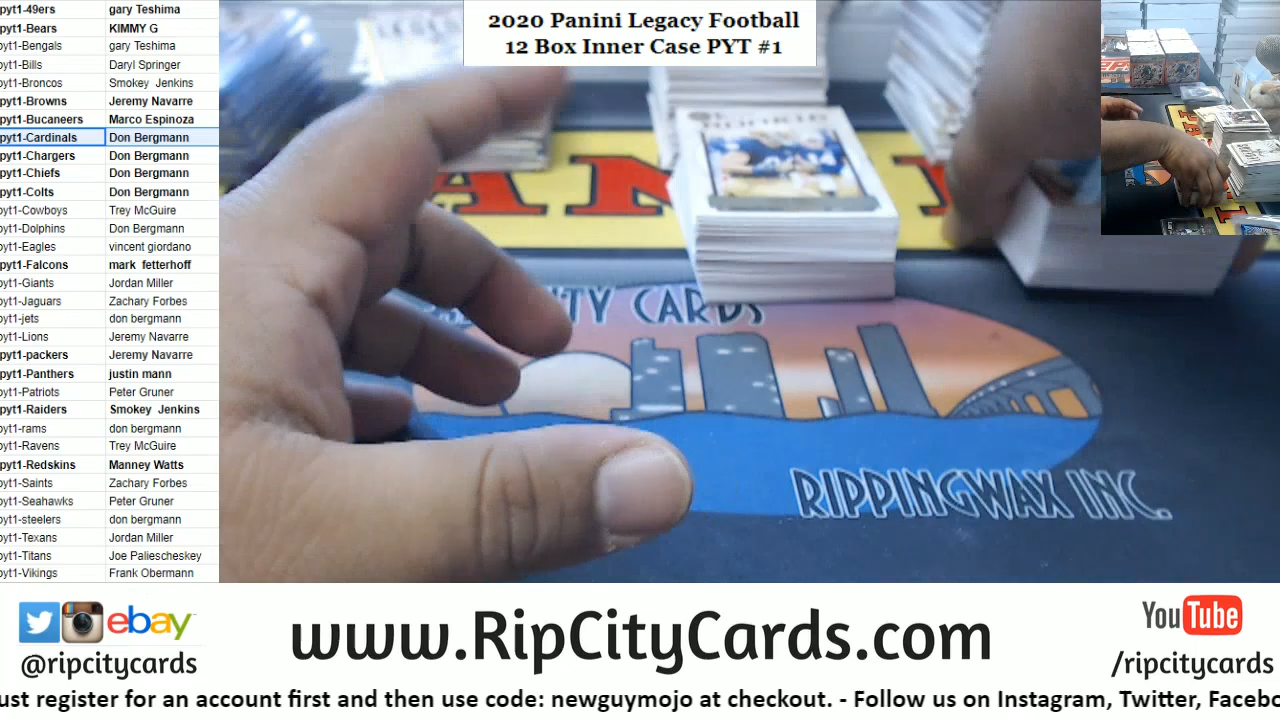 2020 Panini Legacy Football
12 Box Inner Case PYT #1
pyt1-49ers gary Teshima
pyt1-Bears KIMMY G
pyt1-Bengals gary Teshima
pyt1-Bills Daryl Springer
pyt1-Broncos Smokey Jenkins
pyt1-Browns Jeremy Navarre
pyt1-Bucaneers Marco Espinoza
pyt1-Cardinals Don Bergmann
pyt1-Chargers Don Bergmann
pyt1-Chiefs Don Bergmann
pyt1-Colts Don Bergmann
pyt1-Cowboys Trey McGuire
pyt1-Dolphins Don Bergmann
pyt1-Eagles vincent giordano
pyt1-Falcons mark fetterhoff
pyt1-Giants Jordan Miller
pyt1-Jaguars Zachary Forbes
pyt1-jets don bergmann
pyt1-Lions Jeremy Navarre
pyt1-packers Jeremy Navarre
pyt1-Panthers justin mann
pyt1-Patriots Peter Gruner
pyt1-Raiders Smokey Jenkins
pyt1-rams don bergmann
pyt1-Ravens Trey McGuire
pyt1-Redskins Manney Watts
pyt1-Saints Zachary Forbes
pyt1-Seahawks Peter Gruner
pyt1-steelers don bergmann
pyt1-Texans Jordan Miller
pyt1-Titans Joe Paliescheskey
pyt1-Vikings Frank Obermann
ROOKIE
CITY CARDS
RIPPINGWAX INC.
ebay
@ripcitycards
www.RipCityCards.com
YouTube
/ripcitycards
ust register for an account first and then use code: newguymojo at checkout. - Follow us on Instagram, Twitter, Facebo